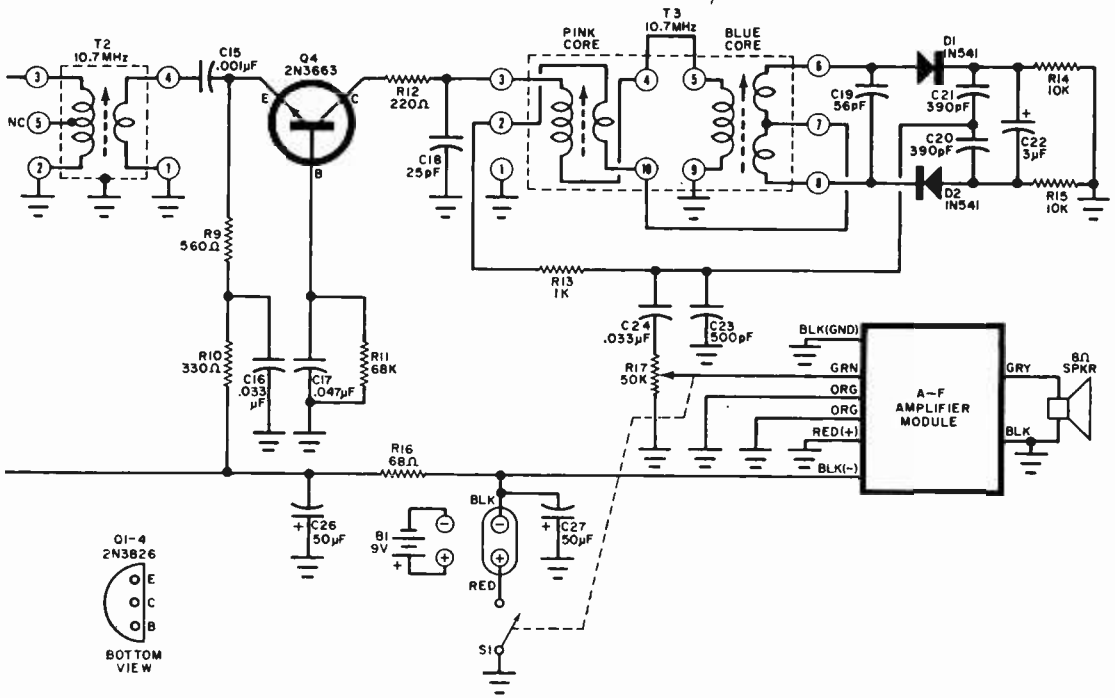 T2
10.7MHz
3
4
NC
5
2
1
C15
.001µF
Q4
2N3663
E
C
B
R12
220Ω
C18
25pF
PINK
CORE
T3
10.7MHz
BLUE
CORE
3
2
1
4
5
10
9
6
7
8
C19
56pF
D1
1N541
C21
390pF
C20
390pF
D2
1N541
+
C22
3µF
R14
10K
R15
10K
R9
560Ω
R10
330Ω
C16
.033
µF
C17
.047µF
R11
68K
R13
1K
C24
.033µF
C23
500pF
R17
50K
BLK(GND)
GRN
ORG
ORG
RED(+)
BLK(-)
A-F
AMPLIFIER
MODULE
GRY
BLK
8Ω
SPKR
R16
68Ω
+
C26
50µF
B1
9V
+
−
+
BLK
−
+
RED
+
C27
50µF
S1
Q1-4
2N3826
E
C
B
BOTTOM
VIEW